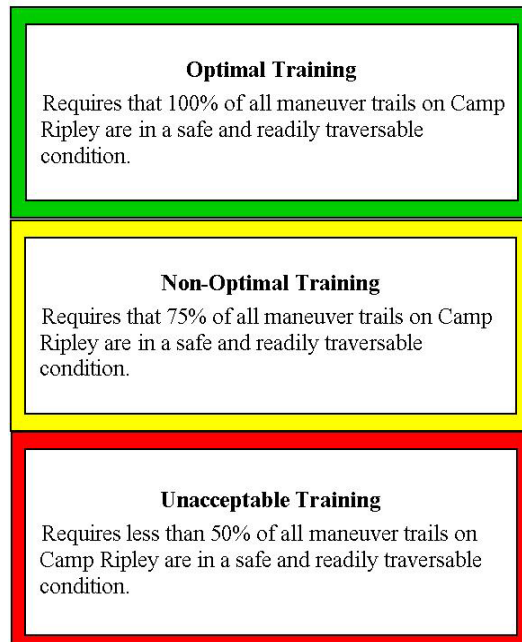 Optimal Training
Requires that 100% of all maneuver trails on Camp
Ripley are in a safe and readily traversable
condition.
Non-Optimal Training
Requires that 75% of all maneuver trails on Camp
Ripley are in a safe and readily traversable
condition.
Unacceptable Training
Requires less than 50% of all maneuver trails on
Camp Ripley are in a safe and readily traversable
condition.